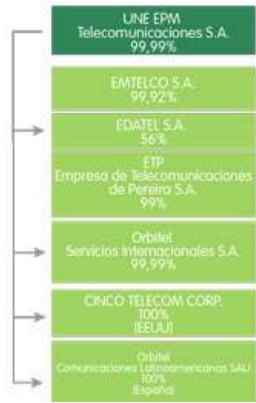 UNE EPM
Telecomunicaciones S.A.
99,99%
EMTELCO S.A.
99,92%
EDATEL S.A.
56%
ETP
Empresa de Telecomunicaciones
de Pereira S.A.
99%
Orbitel
Servicios Internacionales S.A.
99,99%
CINCO TELECOM CORP.
100%
(EEUU)
Orbitel
Comunicaciones Latinoamericanas SAU
100%
(España)